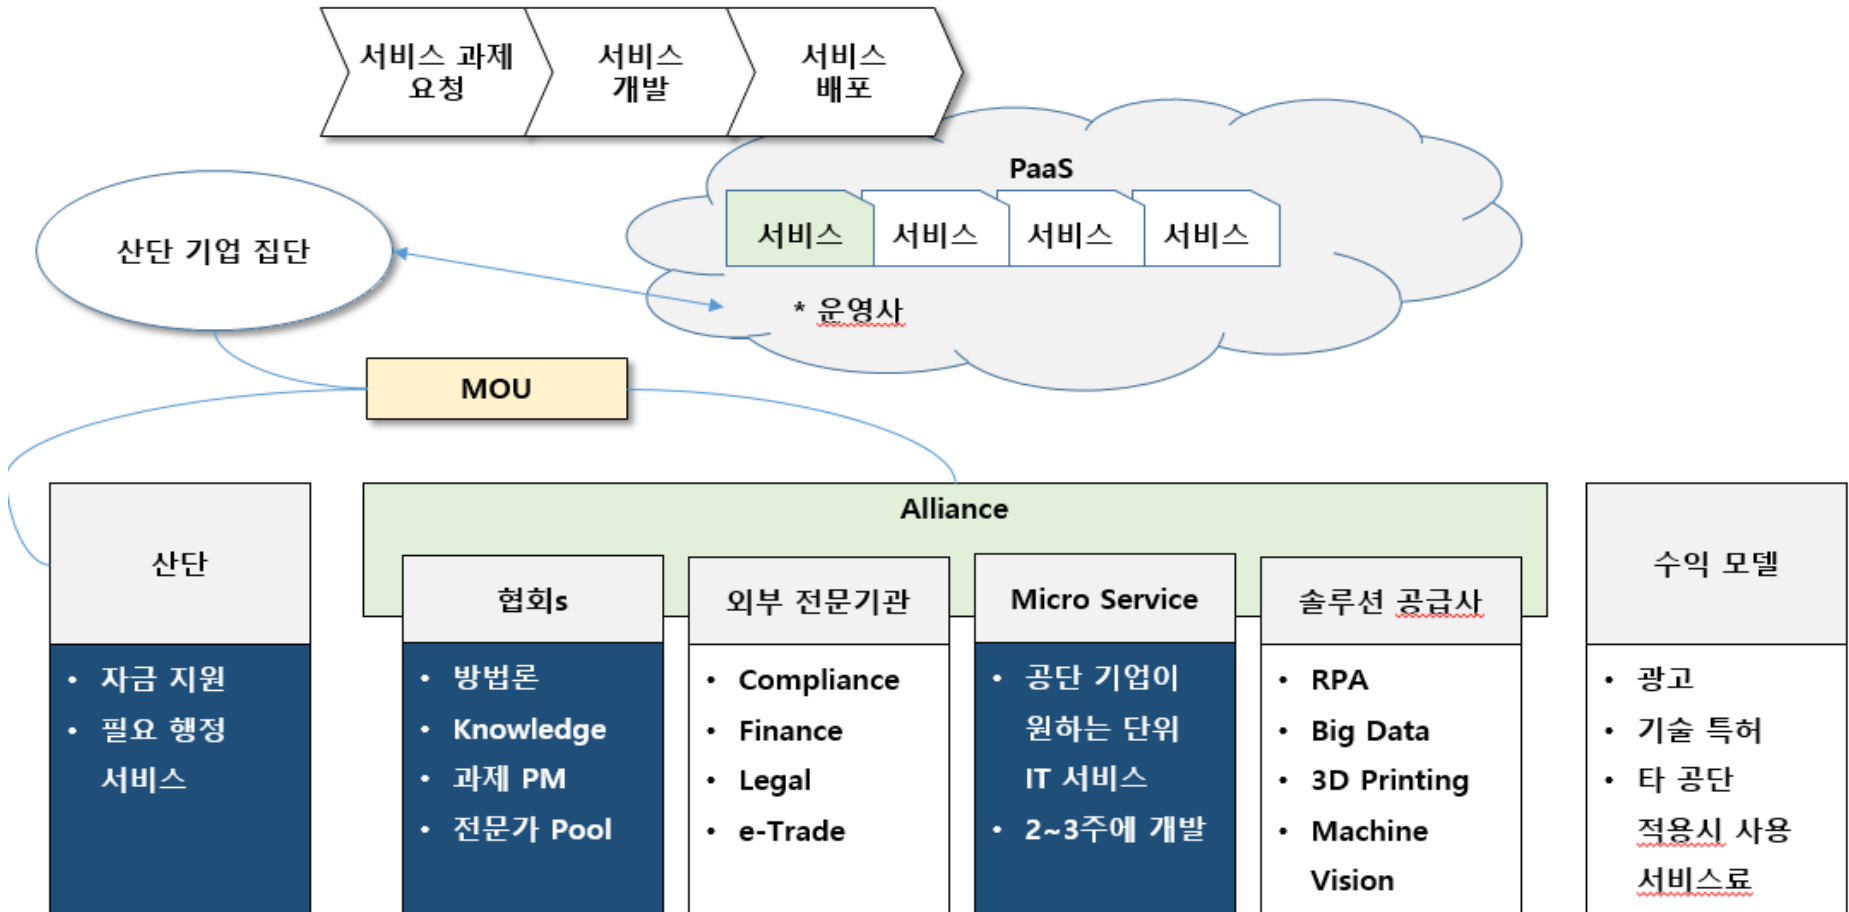 서비스 과제
요청
서비스
개발
서비스
배포
PaaS
서비스
서비스
서비스
서비스
* 운영사
산단 기업 집단
MOU
산단
• 자금 지원
• 필요 행정
서비스
Alliance
협회s
• 방법론
• Knowledge
• 과제 PM
• 전문가 Pool
외부 전문기관
• Compliance
• Finance
• Legal
• e-Trade
Micro Service
• 공단 기업이
원하는 단위
IT 서비스
• 2~3주에 개발
솔루션 공급사
• RPA
• Big Data
• 3D Printing
• Machine
Vision
수익 모델
• 광고
• 기술 특허
• 타 공단
적용시 사용
서비스료